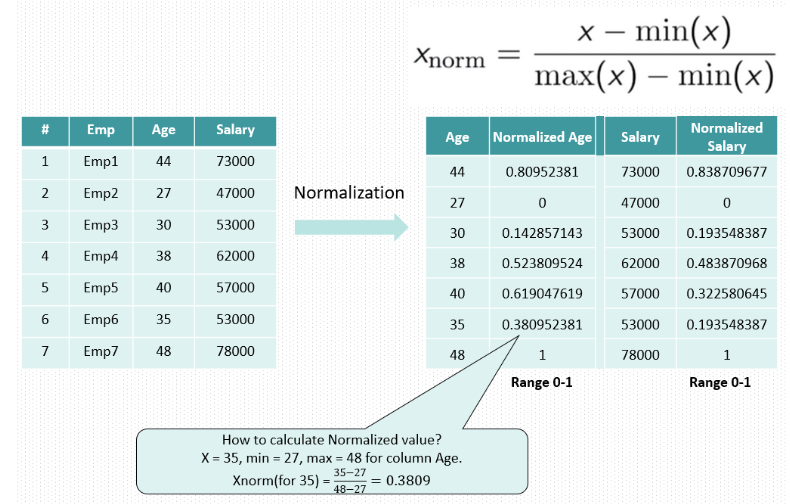 xnorm = x − min(x) / max(x) − min(x)
# Emp Age Salary
1 Emp1 44 73000
2 Emp2 27 47000
3 Emp3 30 53000
4 Emp4 38 62000
5 Emp5 40 57000
6 Emp6 35 53000
7 Emp7 48 78000
Normalization
Age Normalized Age Salary Normalized Salary
44 0.80952381 73000 0.838709677
27 0 47000 0
30 0.142857143 53000 0.193548387
38 0.523809524 62000 0.483870968
40 0.619047619 57000 0.322580645
35 0.380952381 53000 0.193548387
48 1 78000 1
Range 0-1 Range 0-1
How to calculate Normalized value?
X = 35, min = 27, max = 48 for column Age.
Xnorm(for 35) = 35−27 / 48−27 = 0.3809